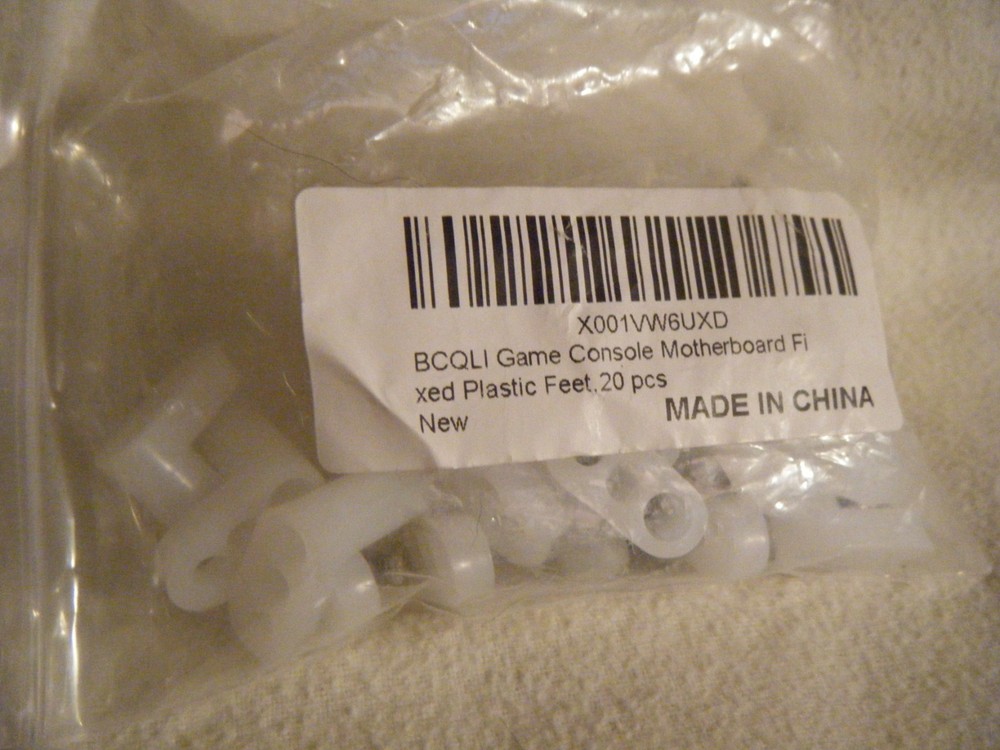 X001VW6UXD
BCQLI Game Console Motherboard Fi
xed Plastic Feet,20 pcs
New
MADE IN CHINA